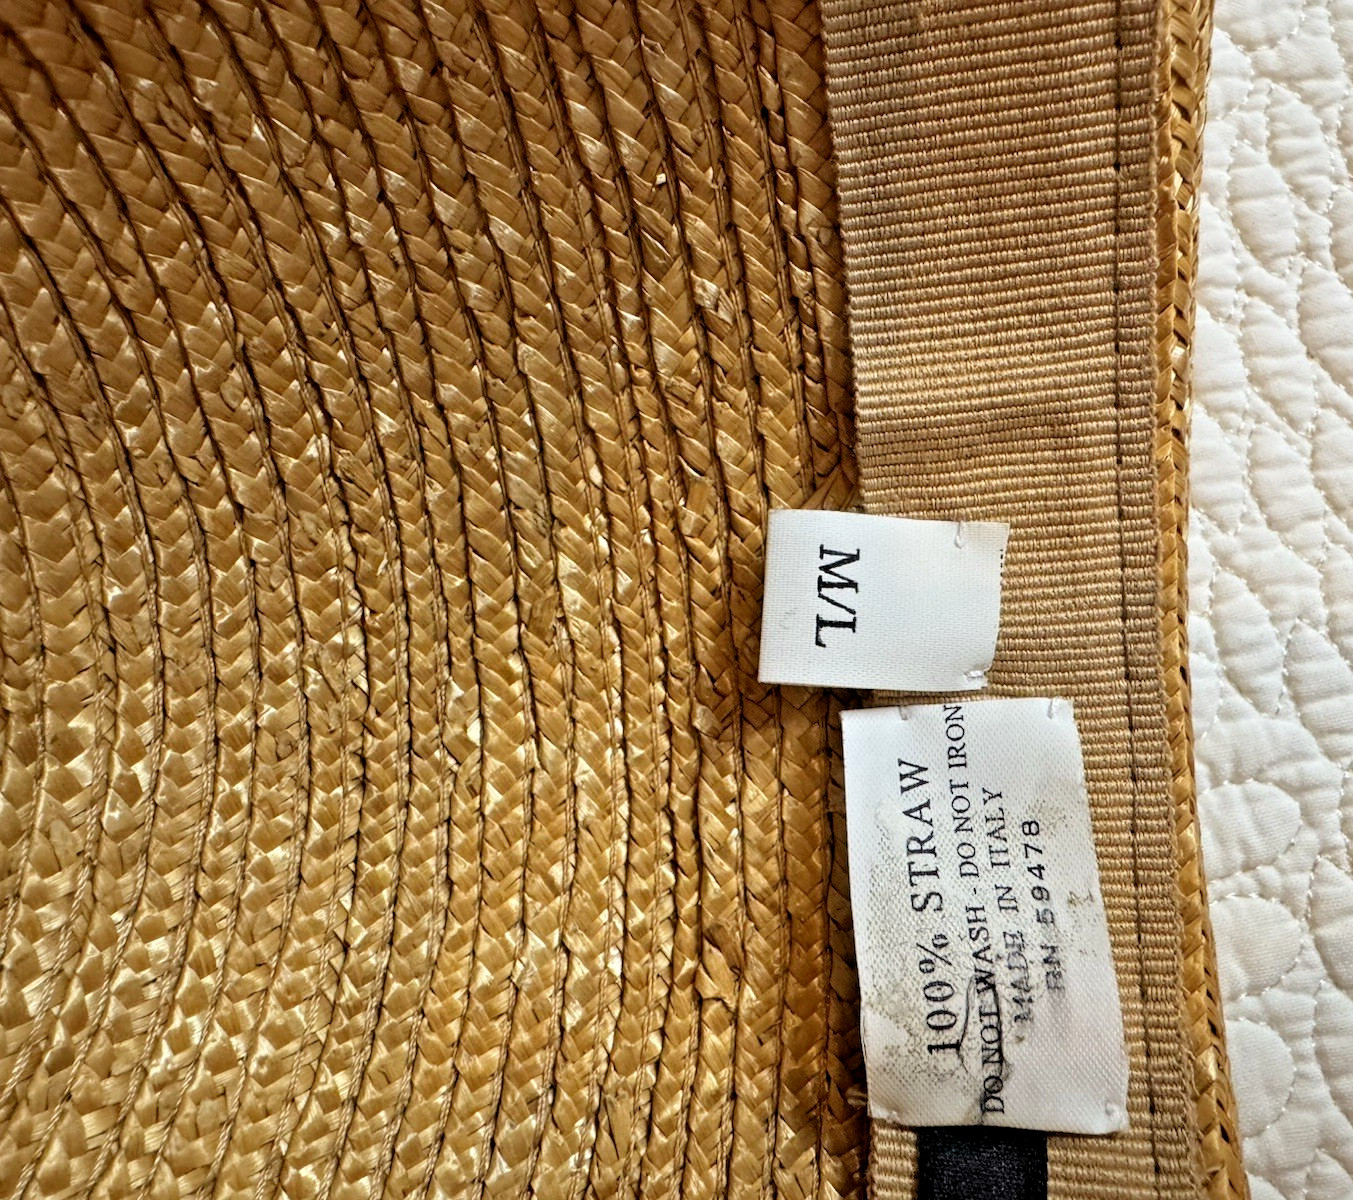 M/L
100% STRAW
DO NOT WASH - DO NOT IRON
MADE IN ITALY
RN 59478